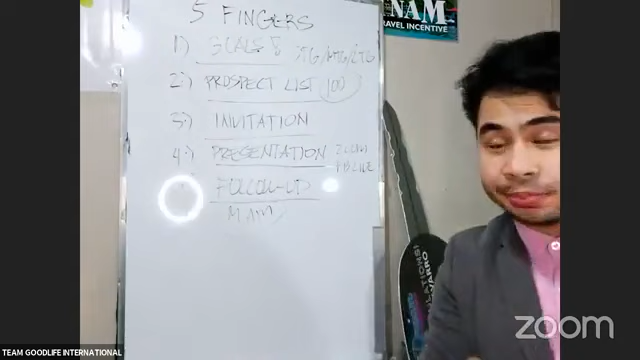 5 FINGERS
1.) GOALS
2.) PROSPECT LIST 100
3.) INVITATION
4.) PRESENTATION ZOOM
FOLLOW-UP
NAM
TRAVEL INCENTIVE
zoom
TEAM GOODLIFE INTERNATIONAL